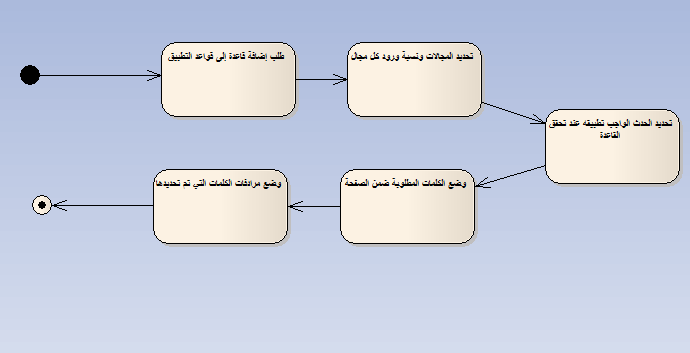 طلب إضافة قاعدة إلى قواعد التطبيق
تحديد المجالات ونسبة ورود كل مجال
تحديد الحدث الواجب تطبيقه عند تحقق
القاعدة
وضع الكلمات المطلوبة ضمن الصفحة
وضع مرادفات الكلمات التي تم تحديدها